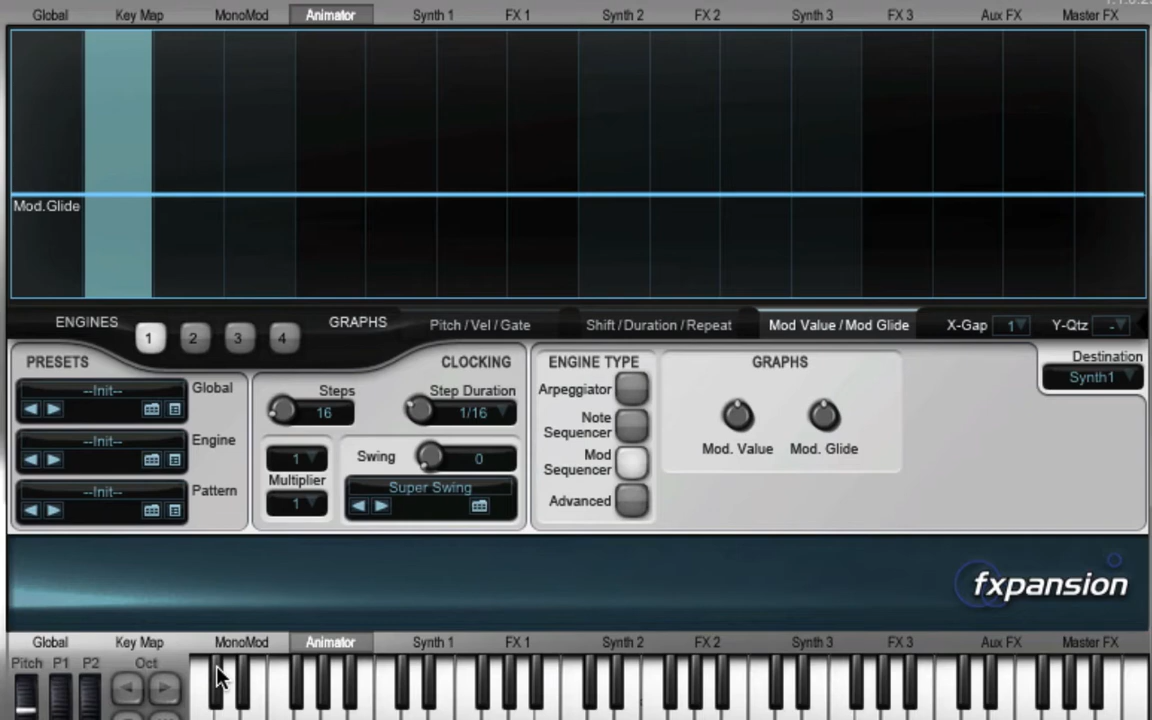 Global Key Map MonoMod Animator Synth 1 FX 1 Synth 2 FX 2 Synth 3 FX 3 Aux FX Master FX
Mod.Glide
ENGINES 1 2 3 4 GRAPHS Pitch / Vel / Gate Shift / Duration / Repeat Mod Value / Mod Glide X-Gap 1 Y-Qtz -
PRESETS
--Init-- Global
--Init-- Engine
--Init-- Pattern
CLOCKING
Steps Step Duration
16 1/16
1 Swing 0
Multiplier
1 Super Swing
ENGINE TYPE
Arpeggiator
Note
Sequencer
Mod
Sequencer
Advanced
GRAPHS
Mod. Value Mod. Glide
Destination
Synth1
fxpansion
Global Key Map MonoMod Animator Synth 1 FX 1 Synth 2 FX 2 Synth 3 FX 3 Aux FX Master FX
Pitch P1 P2 Oct